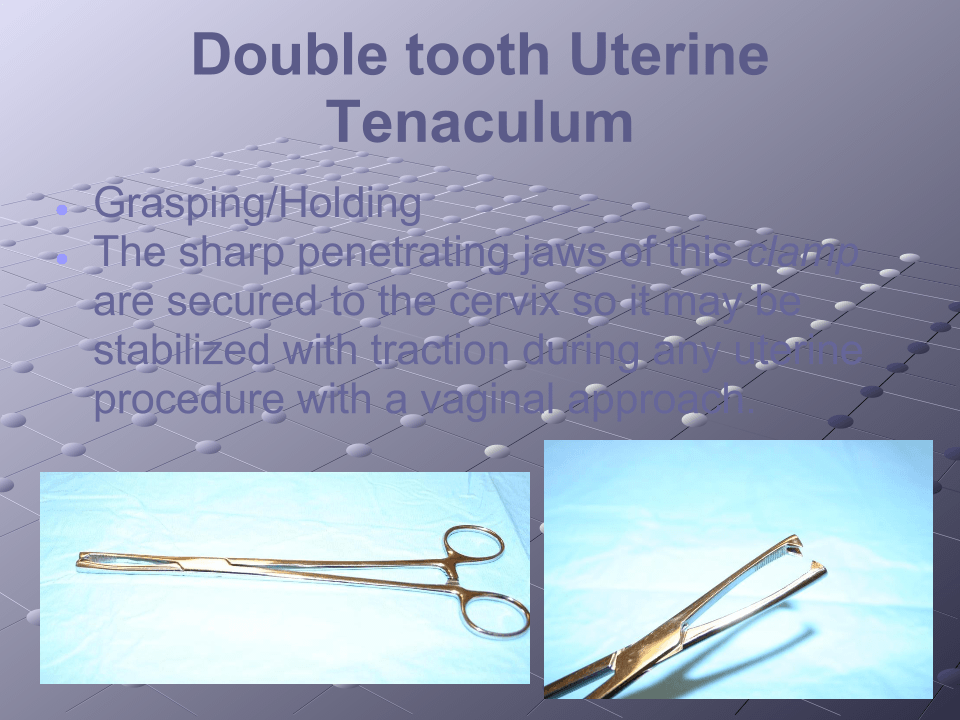 Double tooth Uterine
Tenaculum
Grasping/Holding
The sharp penetrating jaws of this clamp
are secured to the cervix so it may be
stabilized with traction during any uterine
procedure with a vaginal approach.